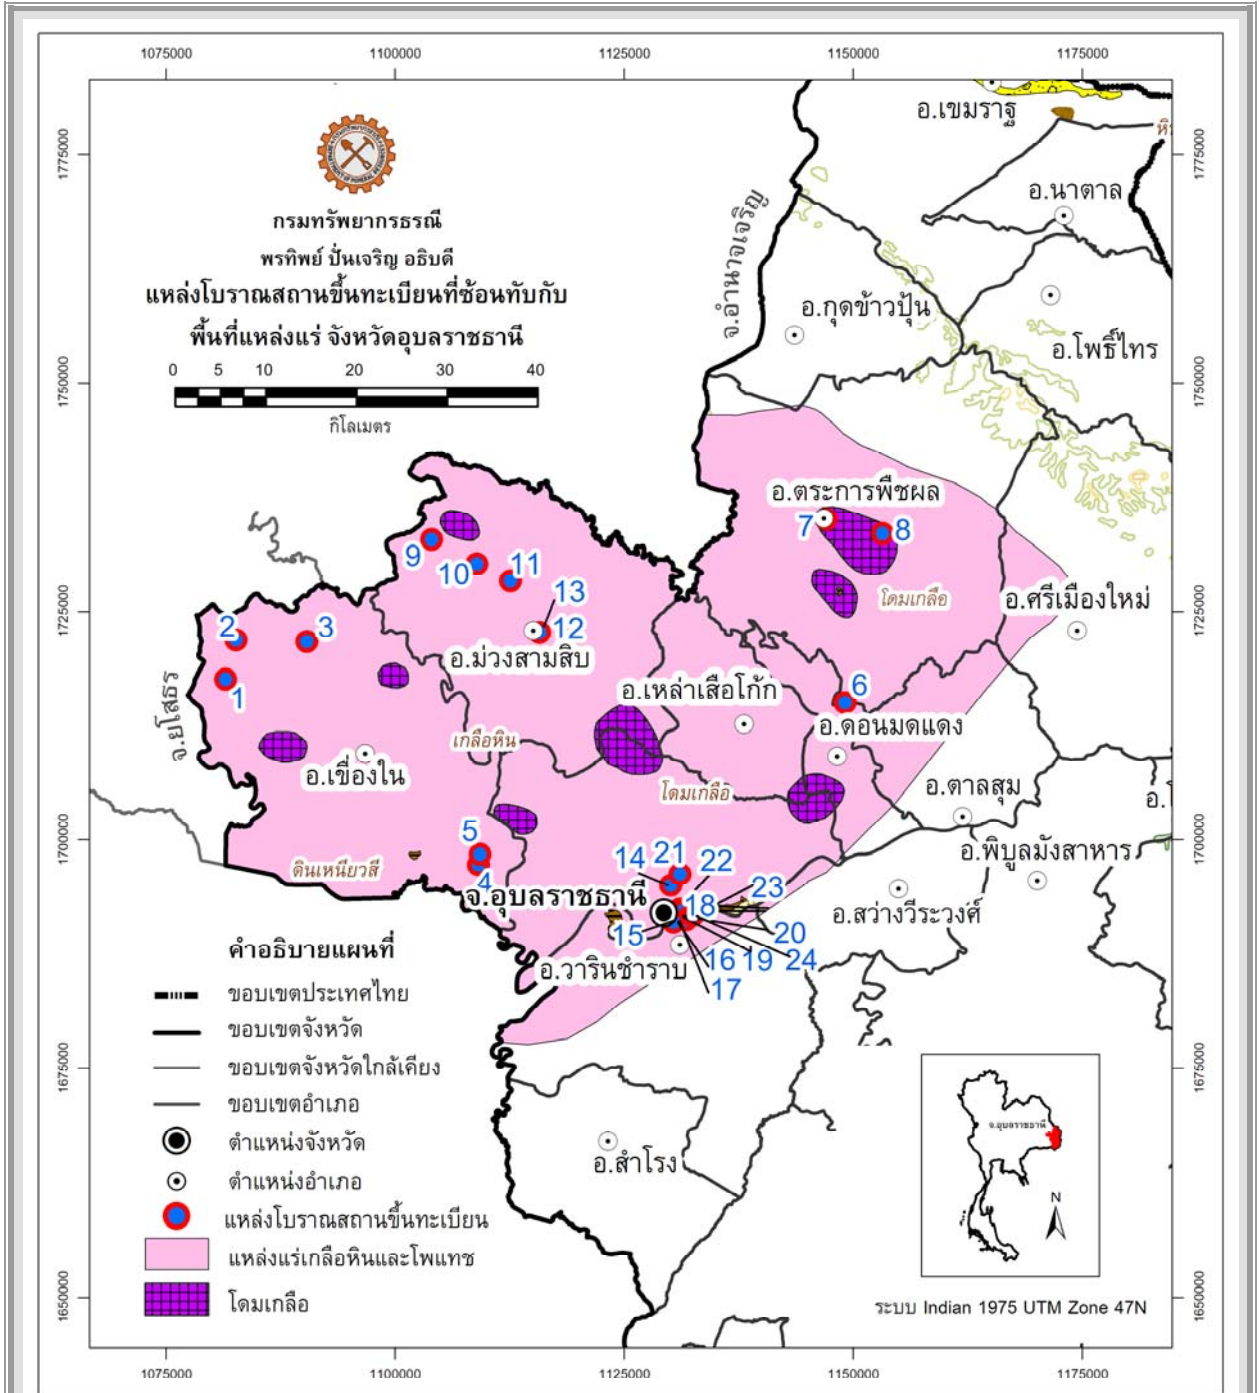 1075000 1100000 1125000 1150000 1175000
1775000
1750000
1725000
1700000
1675000
1650000
กรมทรัพยากรธรณี
พรทิพย์ ปั่นเจริญ อธิบดี
แหล่งโบราณสถานขึ้นทะเบียนที่ซ้อนทับกับ
พื้นที่แหล่งแร่ จังหวัดอุบลราชธานี
0 5 10 20 30 40
กิโลเมตร
อ.เขมราฐ
หิ
อ.นาตาล
จ.อำนาจเจริญ
อ.กุดข้าวปุ้น
อ.โพธิ์ไทร
อ.ตระการพืชผล
7
8
9
10
11
13
12
โดมเกลือ
อ.ศรีเมืองใหม่
2
3
1
อ.ม่วงสามสิบ
อ.เหล่าเสือโก้ก
6
จ.ยโสธร
เกลือหิน
อ.ดอนมดแดง
อ.เขื่องใน
โดมเกลือ
อ.ตาลสุม
อ.
5
4
ดินเหนียวสี
14
21
22
23
อ.พิบูลมังสาหาร
จ.อุบลราชธานี
18
15
20
อ.สว่างวีระวงศ์
อ.วารินชำราบ
16
19
24
17
คำอธิบายแผนที่
ขอบเขตประเทศไทย
ขอบเขตจังหวัด
ขอบเขตจังหวัดใกล้เคียง
ขอบเขตอำเภอ
ตำแหน่งจังหวัด
ตำแหน่งอำเภอ
แหล่งโบราณสถานขึ้นทะเบียน
แหล่งแร่เกลือหินและโพแทช
โดมเกลือ
อ.สำโรง
จ.อุบลราชธานี
N
ระบบ Indian 1975 UTM Zone 47N
1775000
1750000
1725000
1700000
1675000
1650000
1075000 1100000 1125000 1150000 1175000